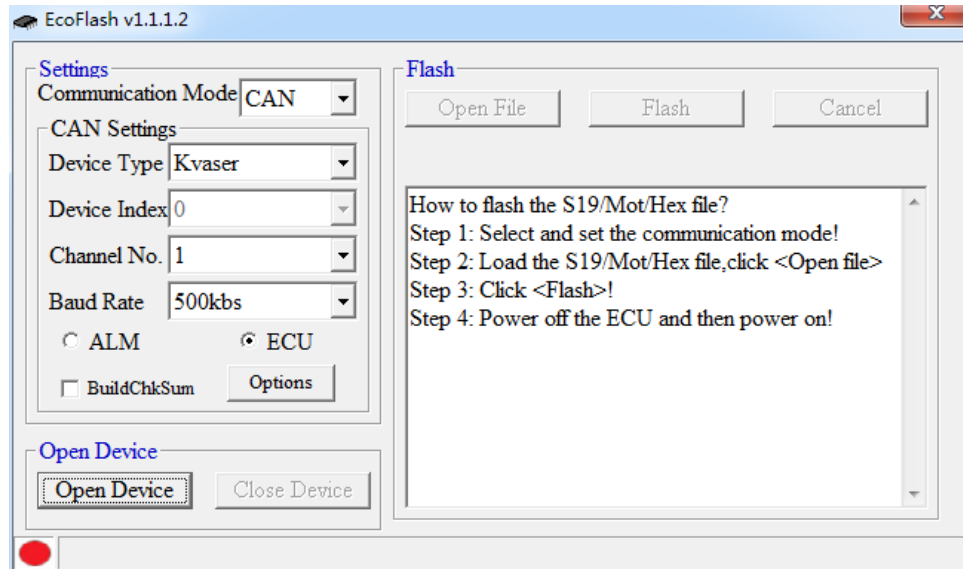 EcoFlash v1.1.1.2
Settings
Communication Mode CAN
CAN Settings
Device Type Kvaser
Device Index 0
Channel No. 1
Baud Rate 500kbs
ALM ECU
BuildChkSum Options
Open Device
Open Device Close Device
Flash
Open File Flash Cancel
How to flash the S19/Mot/Hex file?
Step 1: Select and set the communication mode!
Step 2: Load the S19/Mot/Hex file,click <Open file>
Step 3: Click <Flash>!
Step 4: Power off the ECU and then power on!